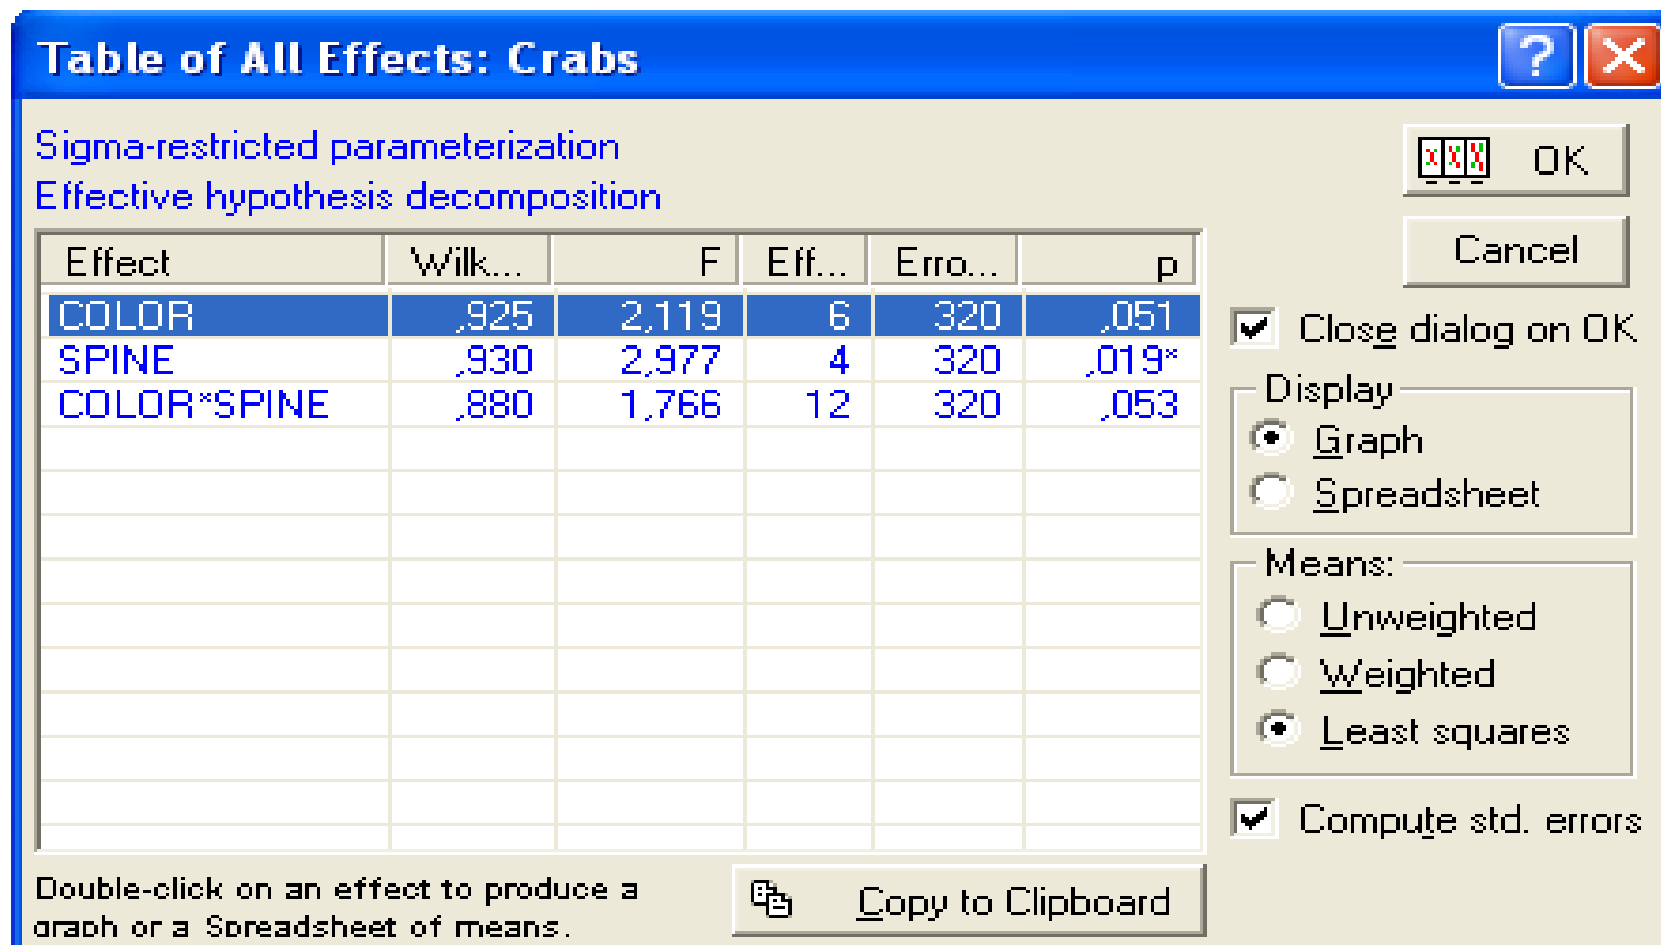 Table of All Effects: Crabs
Sigma-restricted parameterization
Effective hypothesis decomposition
Effect Wilk... F Eff... Erro... p
COLOR ,925 2,119 6 320 ,051
SPINE ,930 2,977 4 320 ,019*
COLOR*SPINE ,880 1,766 12 320 ,053
Double-click on an effect to produce a
graph or a Spreadsheet of means.
Copy to Clipboard
OK
Cancel
Close dialog on OK
Display
Graph
Spreadsheet
Means:
Unweighted
Weighted
Least squares
Compute std. errors